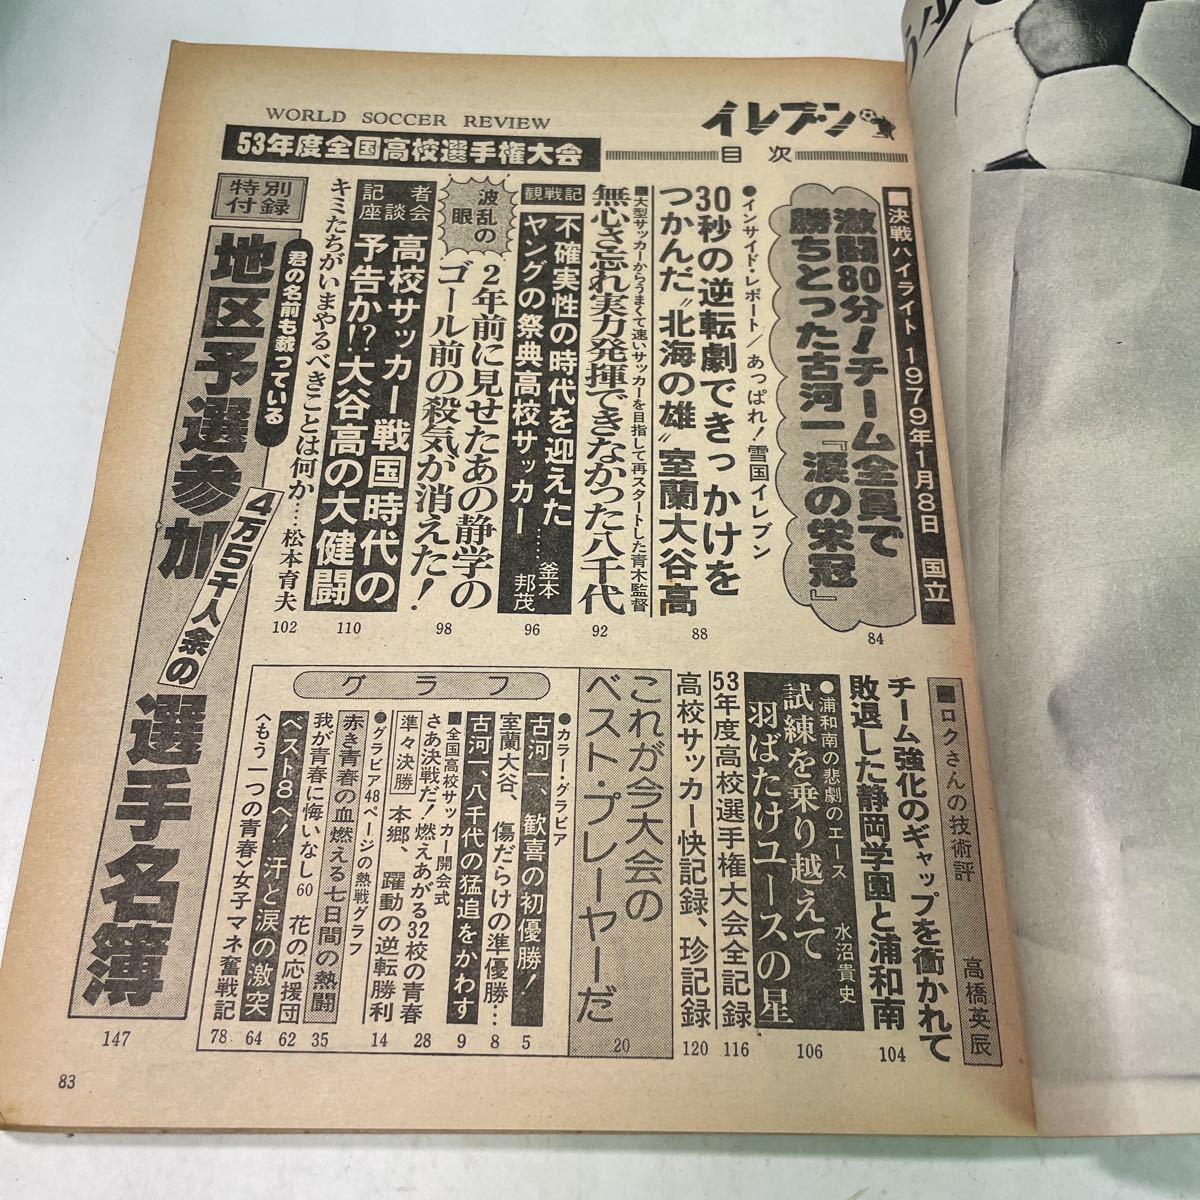 WORLD SOCCER REVIEW
イレブン
53年度全国高校選手権大会
目次
■決戦ハイライト 1979年1月8日 国立
激闘80分!チーム全員で
勝ちとった古河一『涙の栄冠』
84
●インサイド・レポート/あっぱれ!雪国イレブン
30秒の逆転劇できっかけを
つかんだ"北海の雄"室蘭大谷高
88
■大型サッカーからうまくて速いサッカーを目指して再スタートした青木監督
無心さ忘れ実力発揮できなかった八千代
92
観戦記
不確実性の時代を迎えた
ヤングの祭典高校サッカー……釜本邦茂
96
波乱の眼
2年前に見せたあの静学の
ゴール前の殺気が消えた!
98
記者座談会
高校サッカー戦国時代の
予告か!?大谷高の大健闘
110
キミたちがいまやるべきことは何か……松本育夫
102
特別付録
君の名前も載っている
地区予選参加4万5千人余の選手名簿
147
■ロクさんの技術評 高橋英辰
チーム強化のギャップを衝かれて
敗退した静岡学園と浦和南
104
●浦和南の悲劇のエース 水沼貴史
試練を乗り越えて
羽ばたけユースの星
106
53年度高校選手権大会全記録
116
高校サッカー快記録、珍記録
120
これが今大会の
ベスト・プレーヤーだ
20
グラフ
●カラー・グラビア
古河一、歓喜の初優勝!
5
室蘭大谷、傷だらけの準優勝…
8
古河一、八千代の猛追をかわす
9
■全国高校サッカー開会式
さあ決戦だ!燃えあがる32校の青春
28
準々決勝 本郷、躍動の逆転勝利
14
●グラビア48ページの熱戦グラフ
赤き青春の血燃える七日間の熱闘
35
我が青春に悔いなし60 花の応援団
62
ベスト8へ!汗と涙の激突
64
〈もう一つの青春〉女子マネ奮戦記
78
83